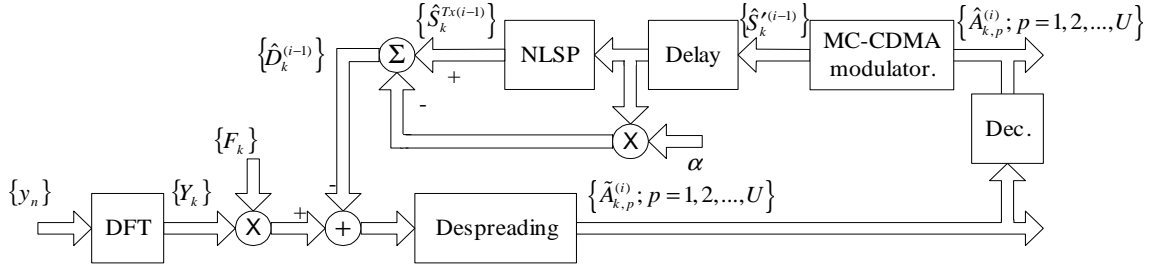 {Ŝ_k^{Tx(i−1)}}
{Ŝ′_k^{(i−1)}}
{Â_{k,p}^{(i)}; p = 1, 2, ..., U}
{D̂_k^{(i−1)}}
Σ
+
NLSP
Delay
MC-CDMA
modulator.
-
X
α
Dec.
{F_k}
{y_n}
{Y_k}
-
{Ã_{k,p}^{(i)}; p = 1, 2, ..., U}
DFT
X
+
+
Despreading